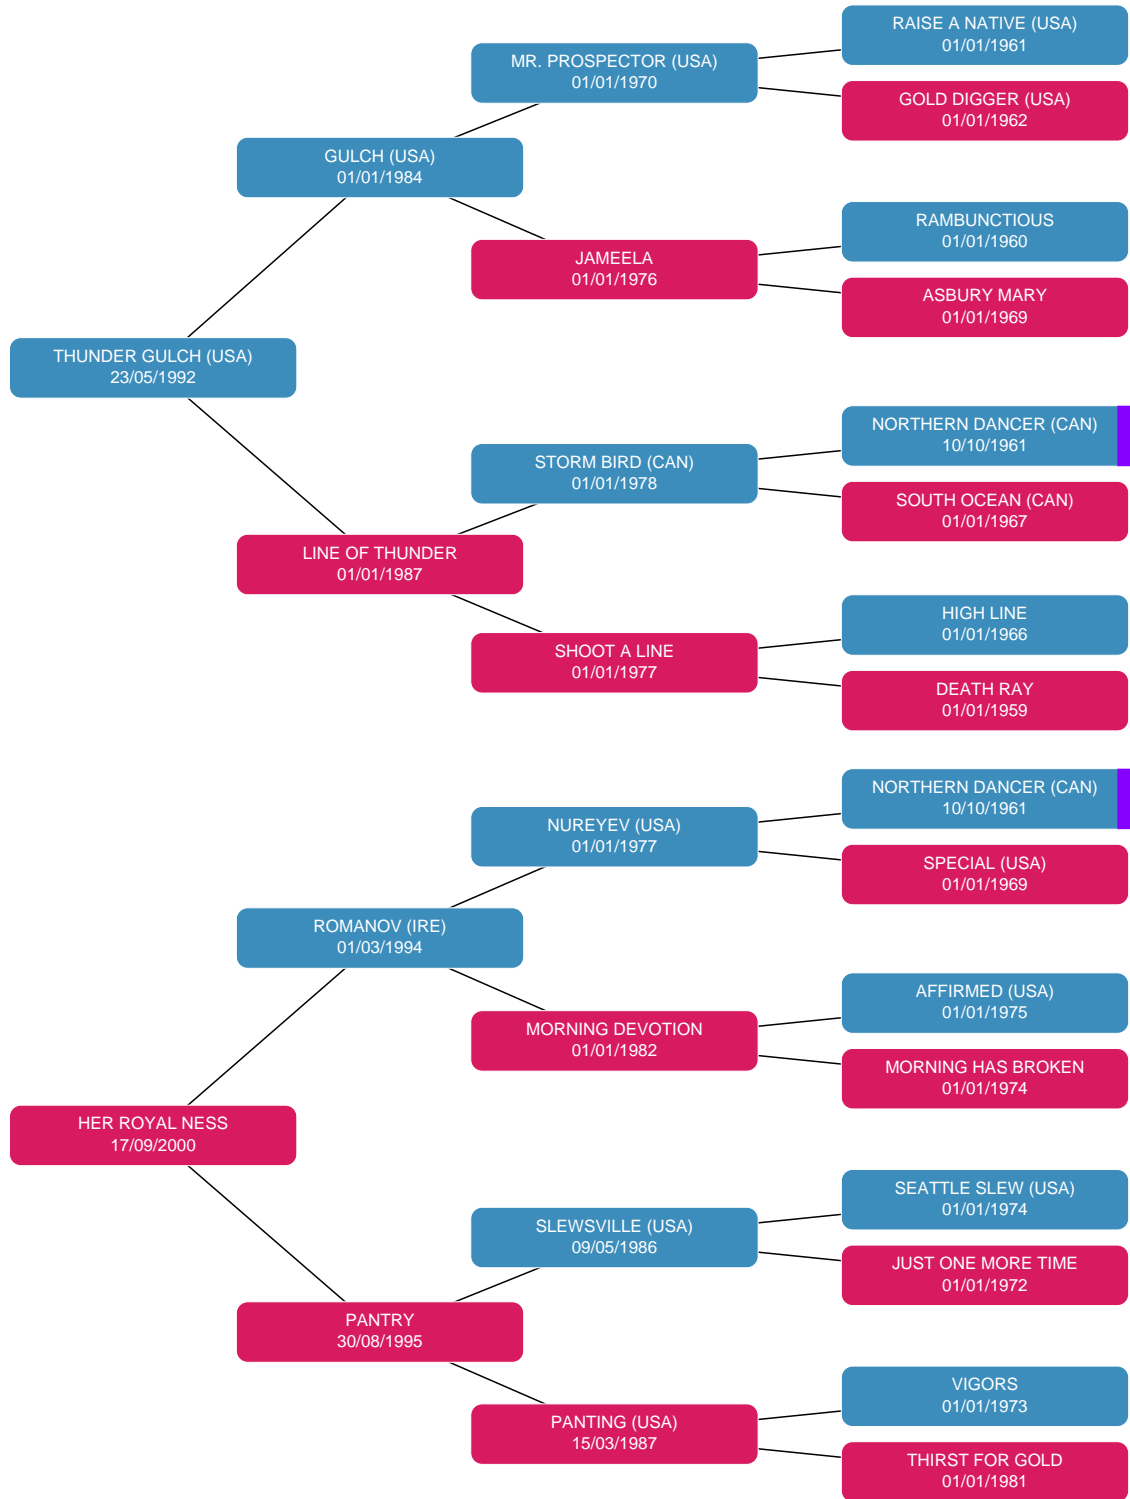 RAISE A NATIVE (USA)
01/01/1961
MR. PROSPECTOR (USA)
01/01/1970
GOLD DIGGER (USA)
01/01/1962
GULCH (USA)
01/01/1984
RAMBUNCTIOUS
01/01/1960
JAMEELA
01/01/1976
ASBURY MARY
01/01/1969
THUNDER GULCH (USA)
23/05/1992
NORTHERN DANCER (CAN)
10/10/1961
STORM BIRD (CAN)
01/01/1978
SOUTH OCEAN (CAN)
01/01/1967
LINE OF THUNDER
01/01/1987
HIGH LINE
01/01/1966
SHOOT A LINE
01/01/1977
DEATH RAY
01/01/1959
NORTHERN DANCER (CAN)
10/10/1961
NUREYEV (USA)
01/01/1977
SPECIAL (USA)
01/01/1969
ROMANOV (IRE)
01/03/1994
AFFIRMED (USA)
01/01/1975
MORNING DEVOTION
01/01/1982
MORNING HAS BROKEN
01/01/1974
HER ROYAL NESS
17/09/2000
SEATTLE SLEW (USA)
01/01/1974
SLEWSVILLE (USA)
09/05/1986
JUST ONE MORE TIME
01/01/1972
PANTRY
30/08/1995
VIGORS
01/01/1973
PANTING (USA)
15/03/1987
THIRST FOR GOLD
01/01/1981